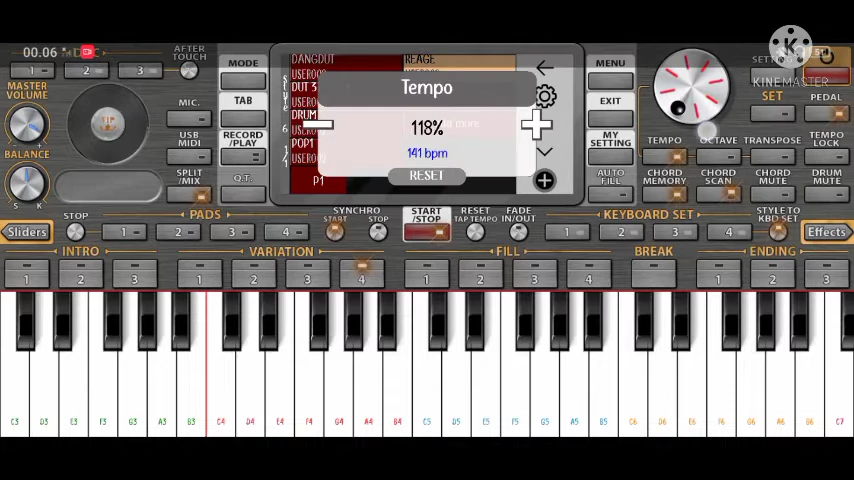 00.06
AFTER TOUCH
1 2 3
MASTER VOLUME
BALANCE
S K
MIC.
USB MIDI
SPLIT/MIX
MODE
TAB
RECORD /PLAY
Q.T.
DANGDUT
DUT 3
DRUM
POP1
P1
Tempo
118%
141 bpm
RESET
MENU
EXIT
MY SETTING
AUTO FILL
KINEMASTER
K
SET
PEDAL
TEMPO
OCTAVE
TRANSPOSE
TEMPO LOCK
CHORD MEMORY
CHORD SCAN
CHORD MUTE
DRUM MUTE
Sliders
STOP
PADS
1 2 3 4
SYNCHRO
START STOP
START /STOP
RESET TAP TEMPO
FADE IN/OUT
KEYBOARD SET
1 2 3 4
STYLE TO KBD SET
Effects
INTRO
1 2 3
VARIATION
1 2 3 4
FILL
1 2 3 4
BREAK
ENDING
1 2 3
C3 D3 E3 F3 G3 A3 B3 C4 D4 E4 F4 G4 A4 B4 C5 D5 E5 F5 G5 A5 B5 C6 D6 E6 F6 G6 A6 B6 C7